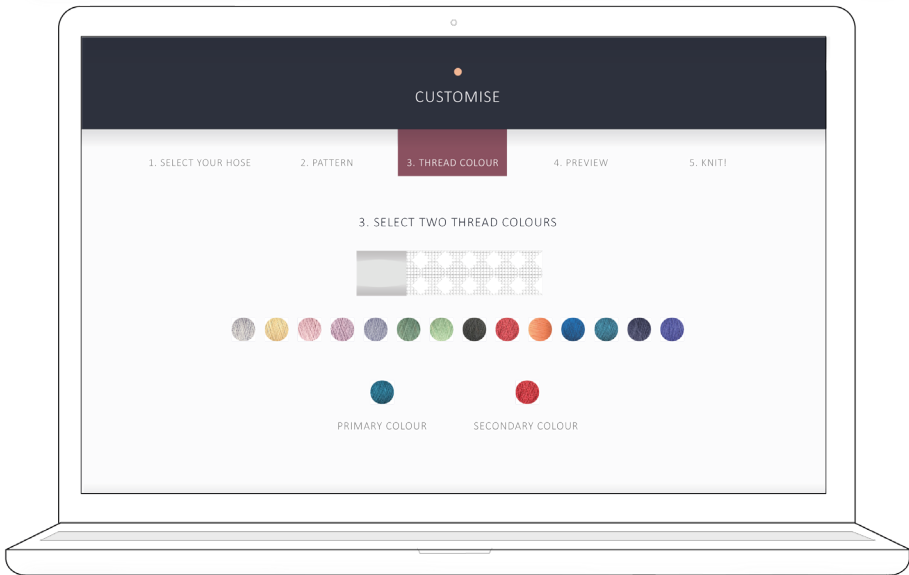 CUSTOMISE
1. SELECT YOUR HOSE 2. PATTERN 3. THREAD COLOUR 4. PREVIEW 5. KNIT!
3. SELECT TWO THREAD COLOURS
PRIMARY COLOUR SECONDARY COLOUR